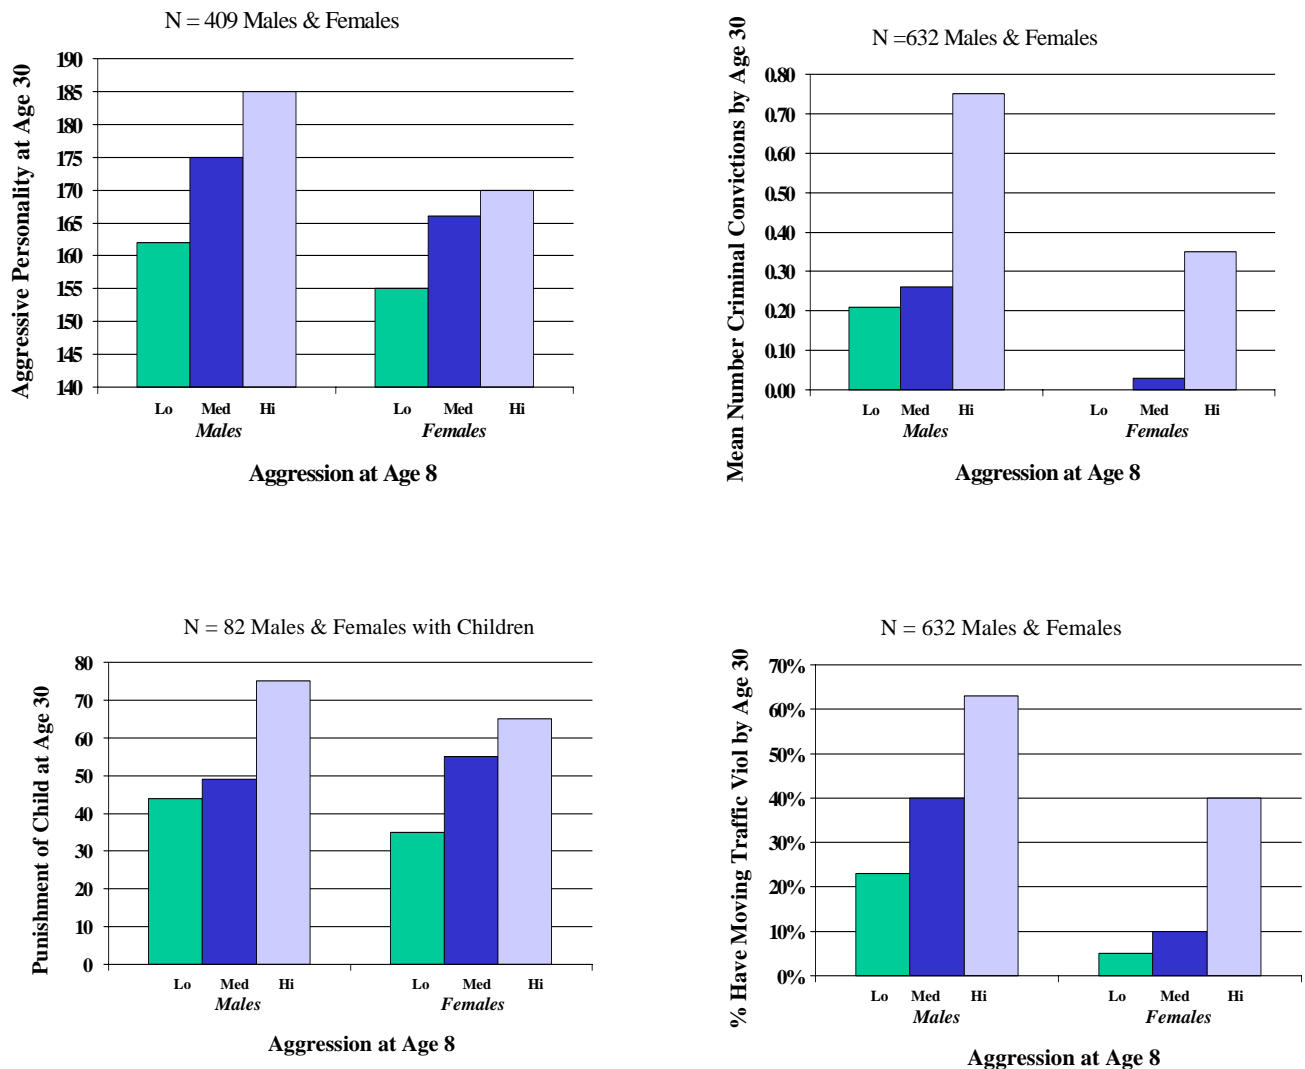 N = 409 Males & Females
Aggressive Personality at Age 30
190
185
180
175
170
165
160
155
150
145
140
Lo Med Hi Lo Med Hi
Males Females
Aggression at Age 8
N =632 Males & Females
Mean Number Criminal Convictions by Age 30
0.80
0.70
0.60
0.50
0.40
0.30
0.20
0.10
0.00
Lo Med Hi Lo Med Hi
Males Females
Aggression at Age 8
N = 82 Males & Females with Children
Punishment of Child at Age 30
80
70
60
50
40
30
20
10
0
Lo Med Hi Lo Med Hi
Males Females
Aggression at Age 8
N = 632 Males & Females
% Have Moving Traffic Viol by Age 30
70%
60%
50%
40%
30%
20%
10%
0%
Lo Med Hi Lo Med Hi
Males Females
Aggression at Age 8